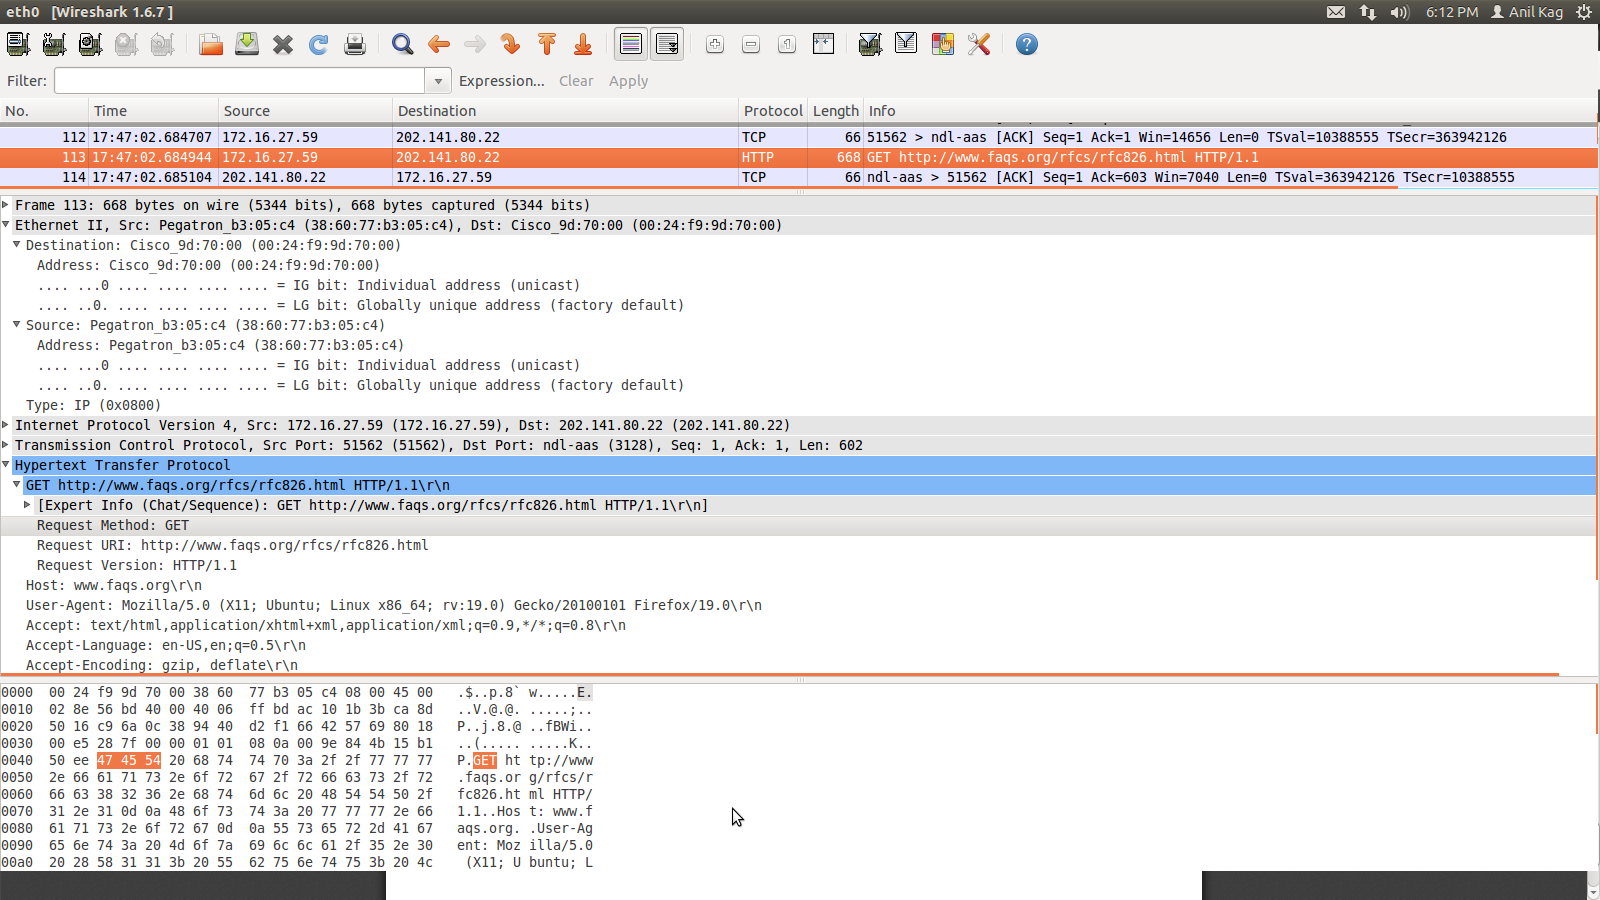 eth0 [Wireshark 1.6.7 ]
6:12 PM Anil Kag
Filter: Expression... Clear Apply
No. Time Source Destination Protocol Length Info
112 17:47:02.684707 172.16.27.59 202.141.80.22 TCP 66 51562 > ndl-aas [ACK] Seq=1 Ack=1 Win=14656 Len=0 TSval=10388555 TSecr=363942126
113 17:47:02.684944 172.16.27.59 202.141.80.22 HTTP 668 GET http://www.faqs.org/rfcs/rfc826.html HTTP/1.1
114 17:47:02.685104 202.141.80.22 172.16.27.59 TCP 66 ndl-aas > 51562 [ACK] Seq=1 Ack=603 Win=7040 Len=0 TSval=363942126 TSecr=10388555
Frame 113: 668 bytes on wire (5344 bits), 668 bytes captured (5344 bits)
Ethernet II, Src: Pegatron_b3:05:c4 (38:60:77:b3:05:c4), Dst: Cisco_9d:70:00 (00:24:f9:9d:70:00)
Destination: Cisco_9d:70:00 (00:24:f9:9d:70:00)
Address: Cisco_9d:70:00 (00:24:f9:9d:70:00)
.... ...0 .... .... .... .... = IG bit: Individual address (unicast)
.... ..0. .... .... .... .... = LG bit: Globally unique address (factory default)
Source: Pegatron_b3:05:c4 (38:60:77:b3:05:c4)
Address: Pegatron_b3:05:c4 (38:60:77:b3:05:c4)
.... ...0 .... .... .... .... = IG bit: Individual address (unicast)
.... ..0. .... .... .... .... = LG bit: Globally unique address (factory default)
Type: IP (0x0800)
Internet Protocol Version 4, Src: 172.16.27.59 (172.16.27.59), Dst: 202.141.80.22 (202.141.80.22)
Transmission Control Protocol, Src Port: 51562 (51562), Dst Port: ndl-aas (3128), Seq: 1, Ack: 1, Len: 602
Hypertext Transfer Protocol
GET http://www.faqs.org/rfcs/rfc826.html HTTP/1.1\r\n
[Expert Info (Chat/Sequence): GET http://www.faqs.org/rfcs/rfc826.html HTTP/1.1\r\n]
Request Method: GET
Request URI: http://www.faqs.org/rfcs/rfc826.html
Request Version: HTTP/1.1
Host: www.faqs.org\r\n
User-Agent: Mozilla/5.0 (X11; Ubuntu; Linux x86_64; rv:19.0) Gecko/20100101 Firefox/19.0\r\n
Accept: text/html,application/xhtml+xml,application/xml;q=0.9,*/*;q=0.8\r\n
Accept-Language: en-US,en;q=0.5\r\n
Accept-Encoding: gzip, deflate\r\n
0000 00 24 f9 9d 70 00 38 60 77 b3 05 c4 08 00 45 00 .$..p.8` w.....E.
0010 02 8e 56 bd 40 00 40 06 ff bd ac 10 1b 3b ca 8d ..V.@.@. .....;..
0020 50 16 c9 6a 0c 38 94 40 d2 f1 66 42 57 69 80 18 P..j.8.@ ..fBWi..
0030 00 e5 28 7f 00 00 01 01 08 0a 00 9e 84 4b 15 b1 ..(..... .....K..
0040 50 ee 47 45 54 20 68 74 74 70 3a 2f 2f 77 77 77 P.GET ht tp://www
0050 2e 66 61 71 73 2e 6f 72 67 2f 72 66 63 73 2f 72 .faqs.or g/rfcs/r
0060 66 63 38 32 36 2e 68 74 6d 6c 20 48 54 54 50 2f fc826.ht ml HTTP/
0070 31 2e 31 0d 0a 48 6f 73 74 3a 20 77 77 77 2e 66 1.1..Hos t: www.f
0080 61 71 73 2e 6f 72 67 0d 0a 55 73 65 72 2d 41 67 aqs.org. .User-Ag
0090 65 6e 74 3a 20 4d 6f 7a 69 6c 6c 61 2f 35 2e 30 ent: Moz illa/5.0
00a0 20 28 58 31 31 3b 20 55 62 75 6e 74 75 3b 20 4c (X11; U buntu; L